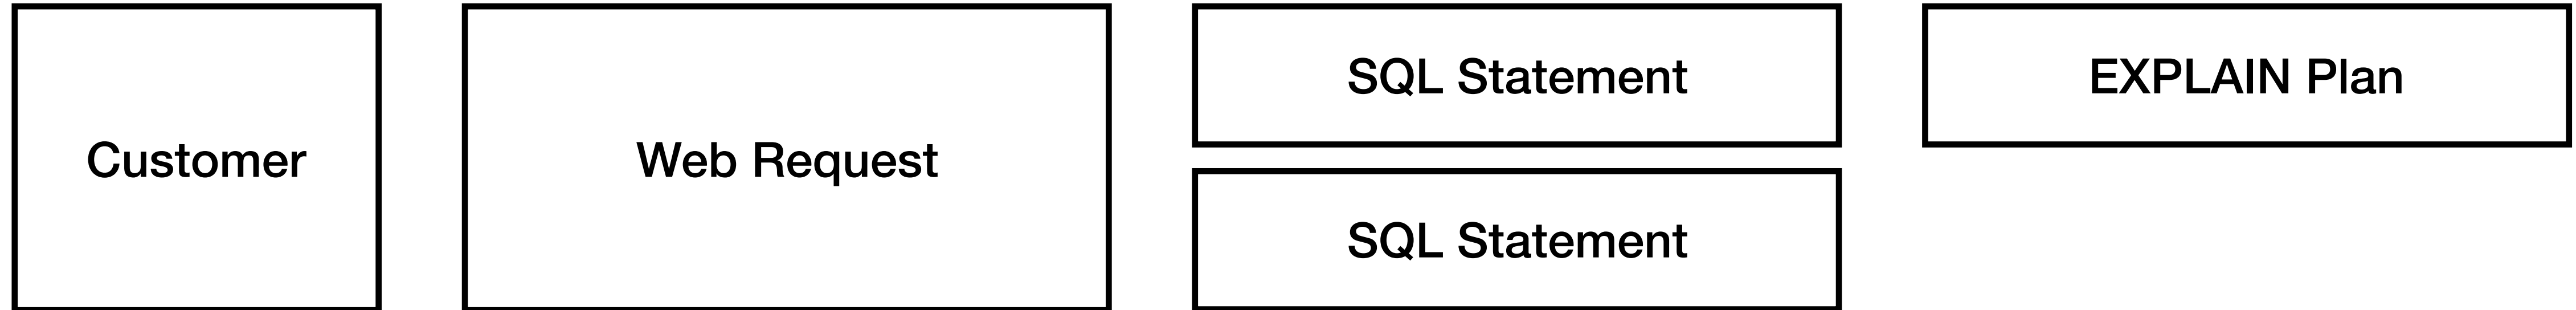 Customer
Web Request
SQL Statement
SQL Statement
EXPLAIN Plan